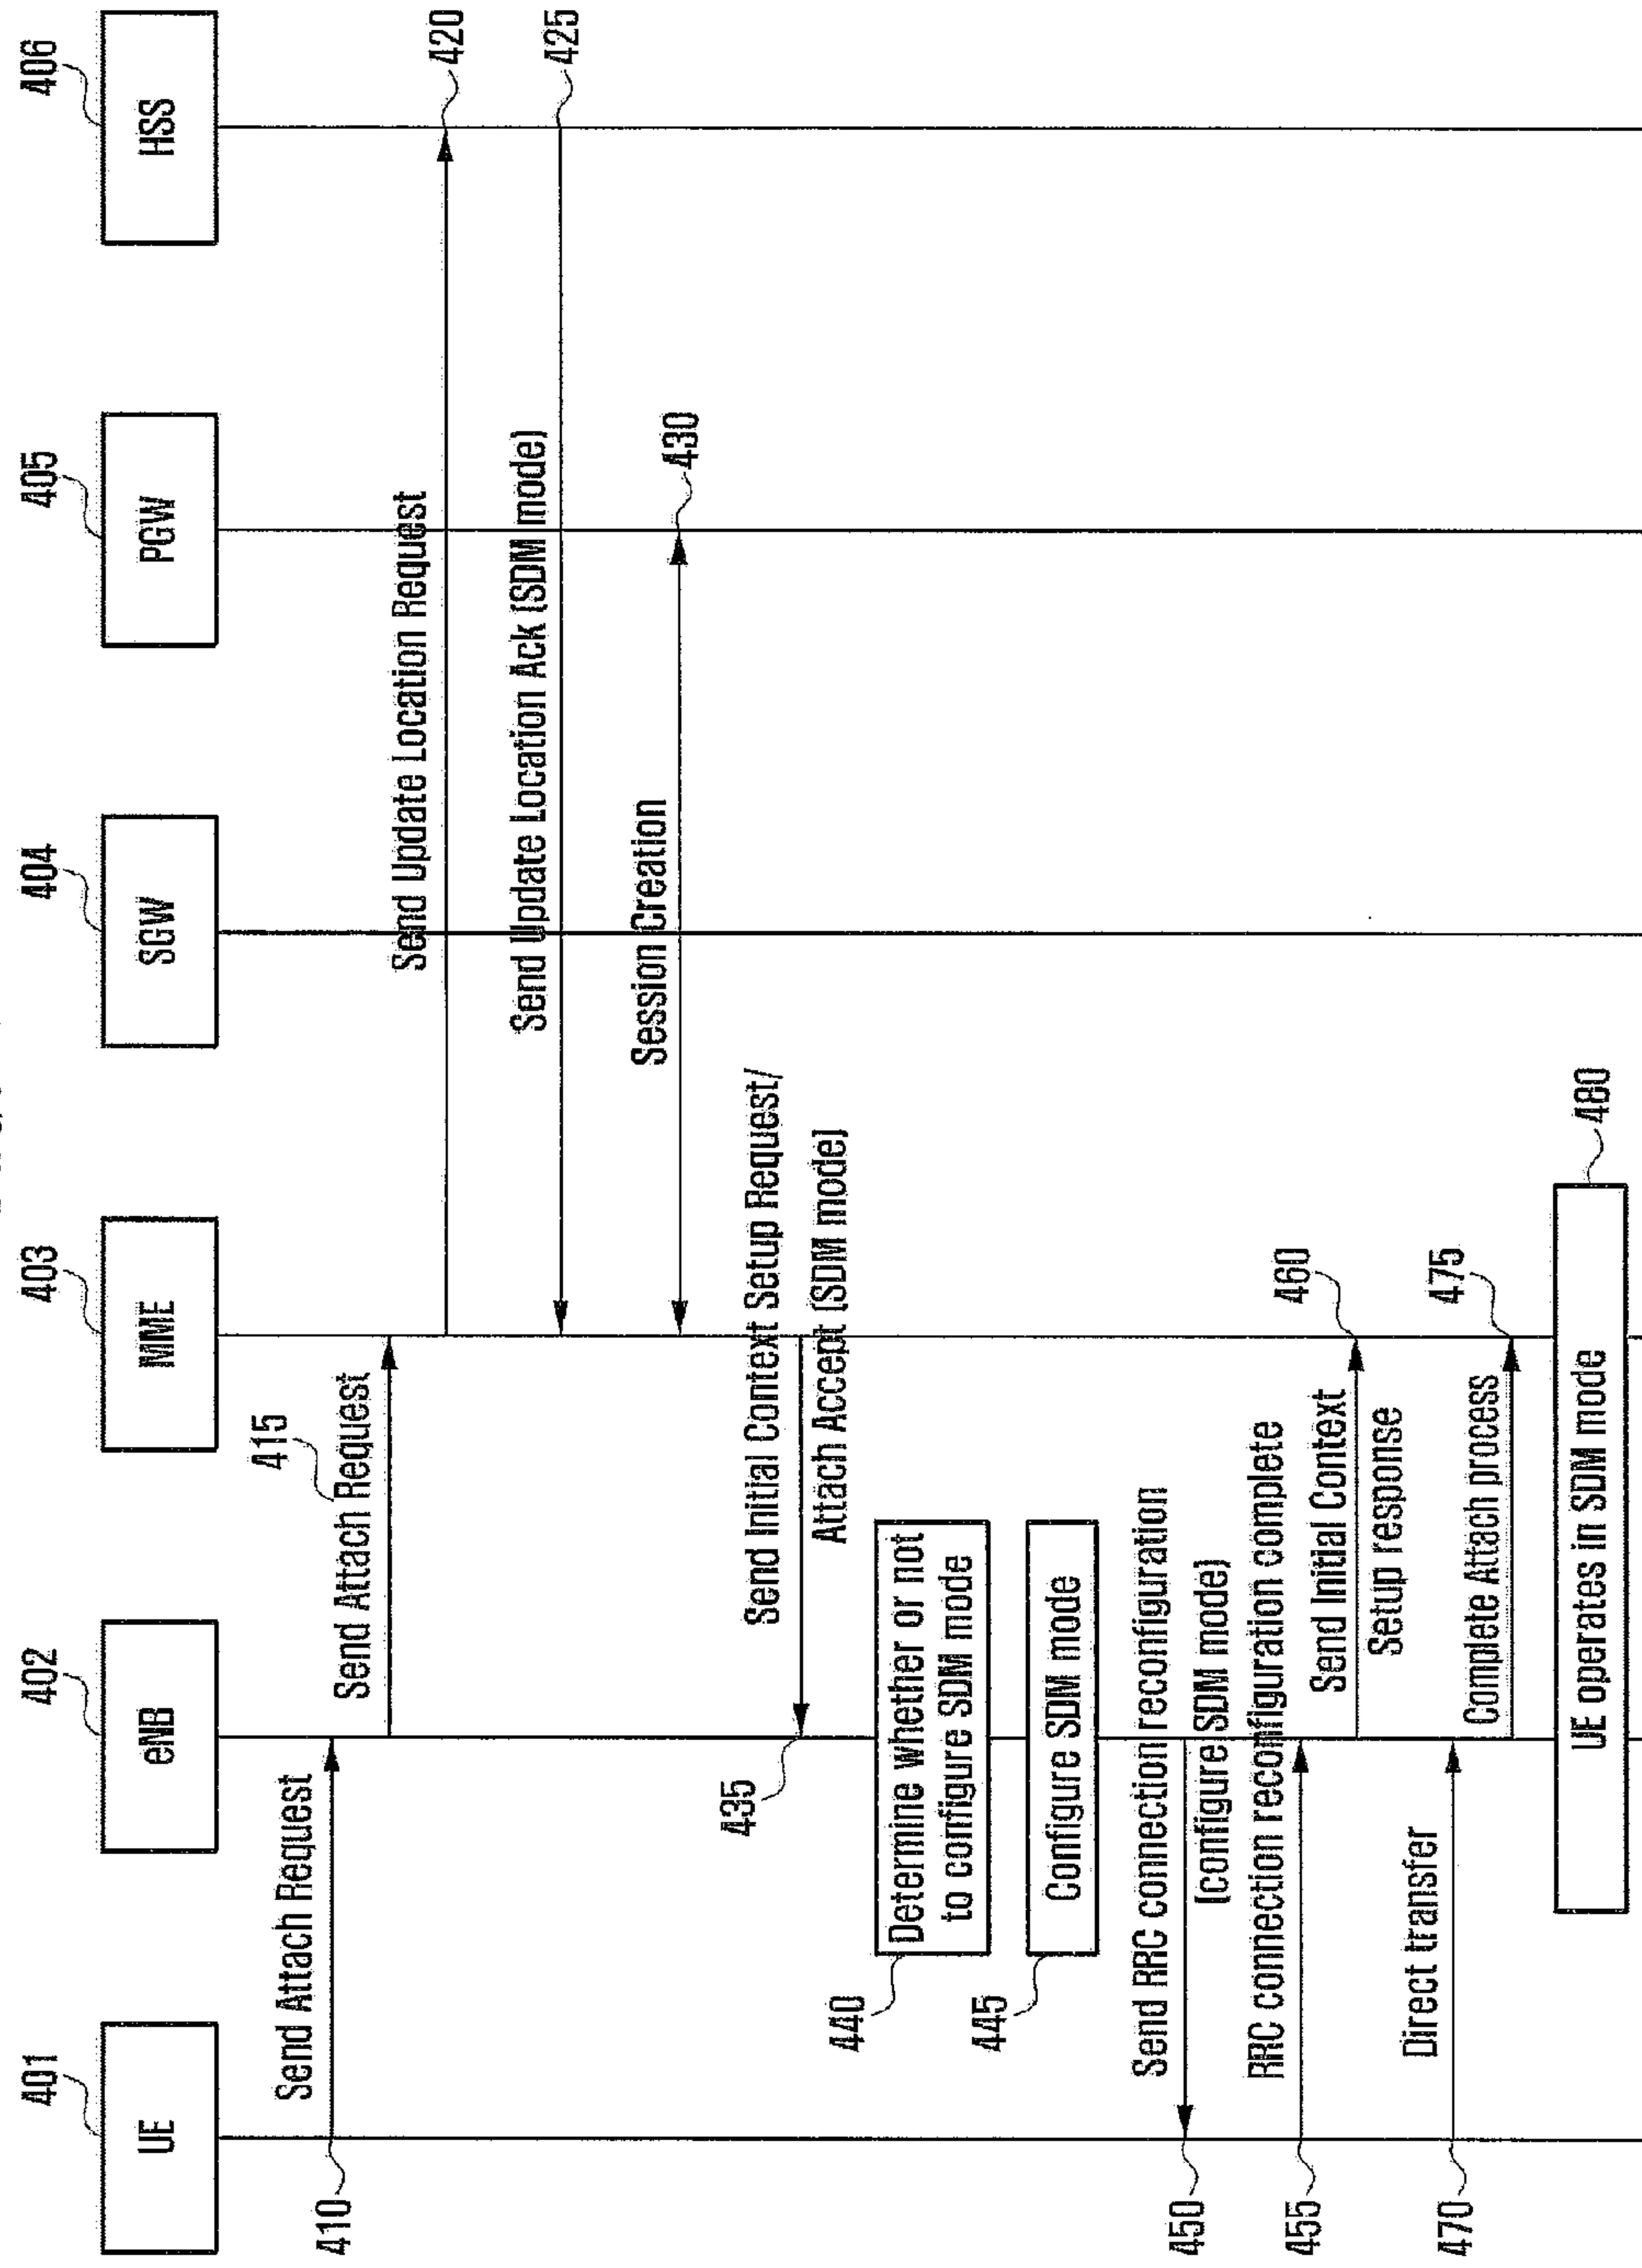 401
402
403
404
405
406
UE
eNB
MME
SGW
PGW
HSS
Send Attach Request
410
415
Send Attach Request
Send Update Location Request
420
Send Update Location Ack (SDM mode)
425
Session Creation
430
Send Initial Context Setup Request/
Attach Accept (SDM mode)
435
440
Determine whether or not
to configure SDM mode
445
Configure SDM mode
Send RRC connection reconfiguration
(configure SDM mode)
450
RRC connection reconfiguration complete
455
460
Send Initial Context
Setup response
Direct transfer
470
475
Complete Attach process
UE operates in SDM mode
480